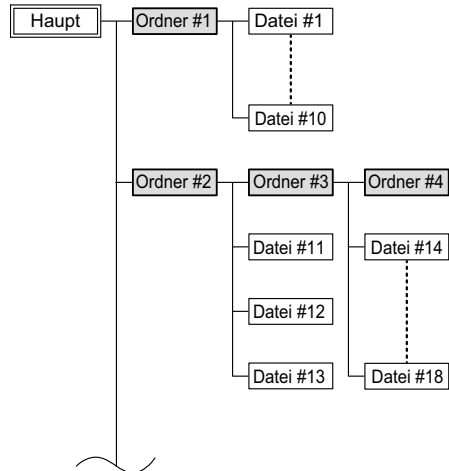 Haupt
Ordner #1
Datei #1
Datei #10
Ordner #2
Ordner #3
Ordner #4
Datei #11
Datei #14
Datei #12
Datei #13
Datei #18